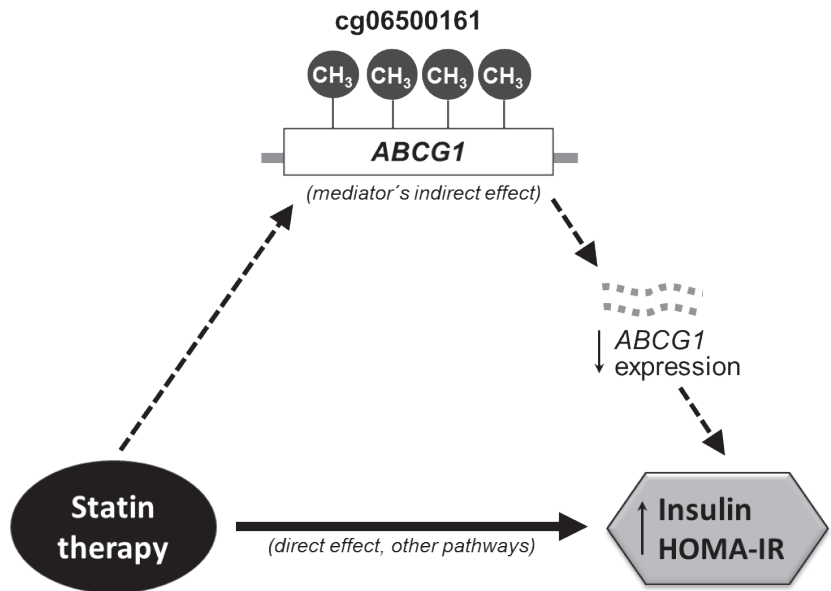 cg06500161
CH₃ CH₃ CH₃ CH₃
ABCG1
(mediator´s indirect effect)
↓ ABCG1
expression
Statin
therapy
(direct effect, other pathways)
↑ Insulin
HOMA-IR